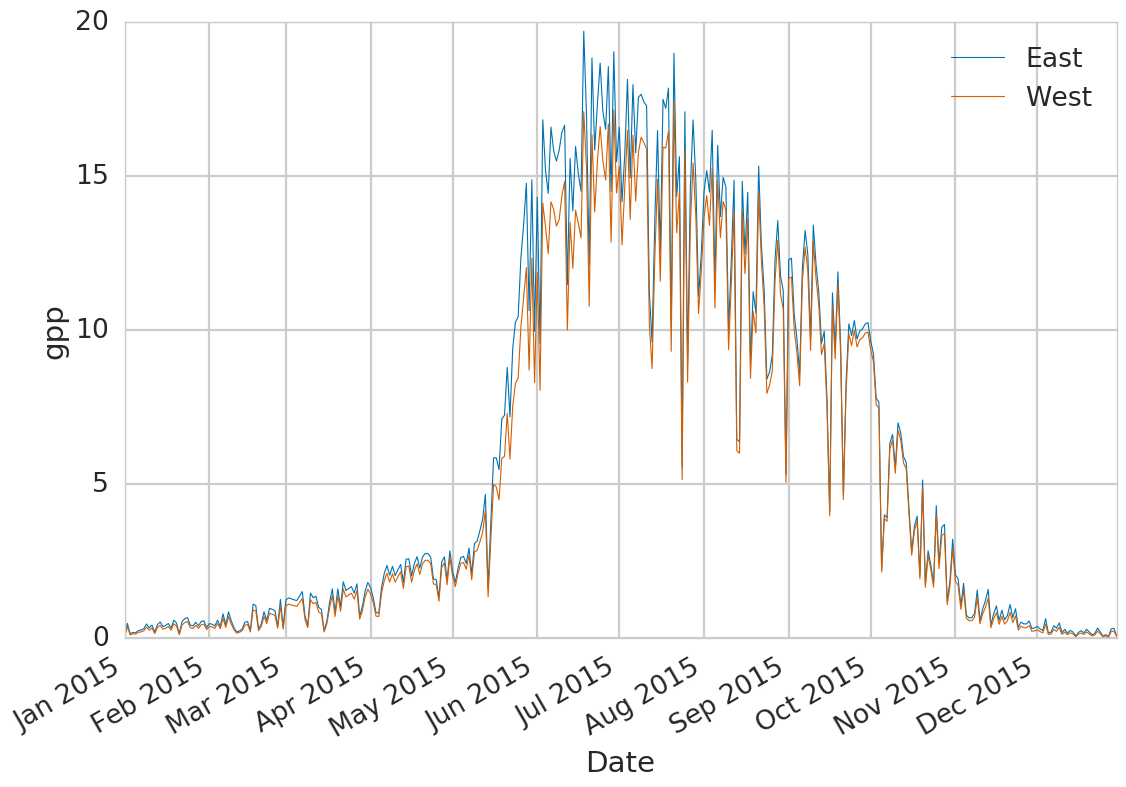 20
East
West
15
gpp
10
5
0
Jan 2015
Feb 2015
Mar 2015
Apr 2015
May 2015
Jun 2015
Jul 2015
Aug 2015
Sep 2015
Oct 2015
Nov 2015
Dec 2015
Date